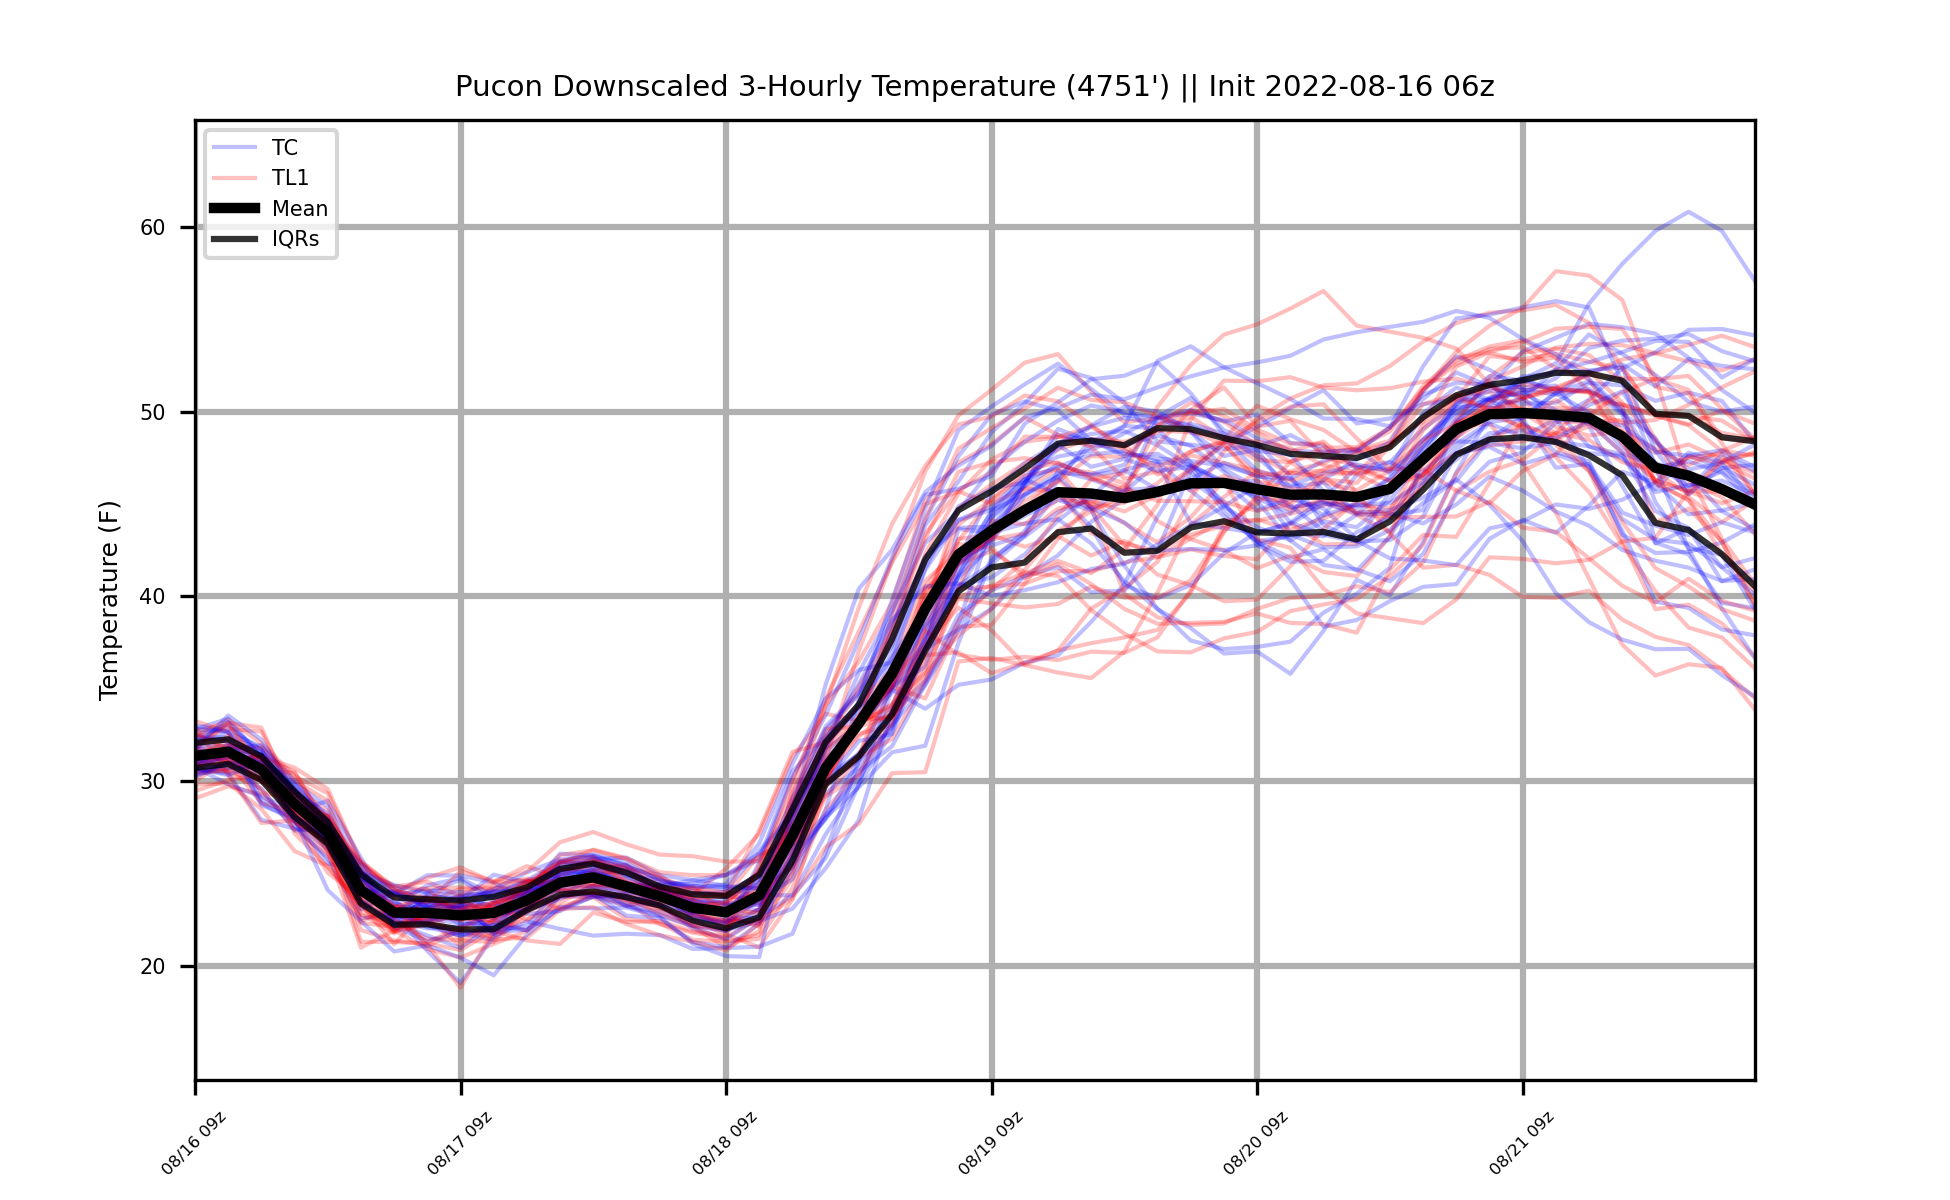 Pucon Downscaled 3-Hourly Temperature (4751') || Init 2022-08-16 06z
TC
TL1
Mean
IQRs
Temperature (F)
60
50
40
30
20
08/16 09z
08/17 09z
08/18 09z
08/19 09z
08/20 09z
08/21 09z